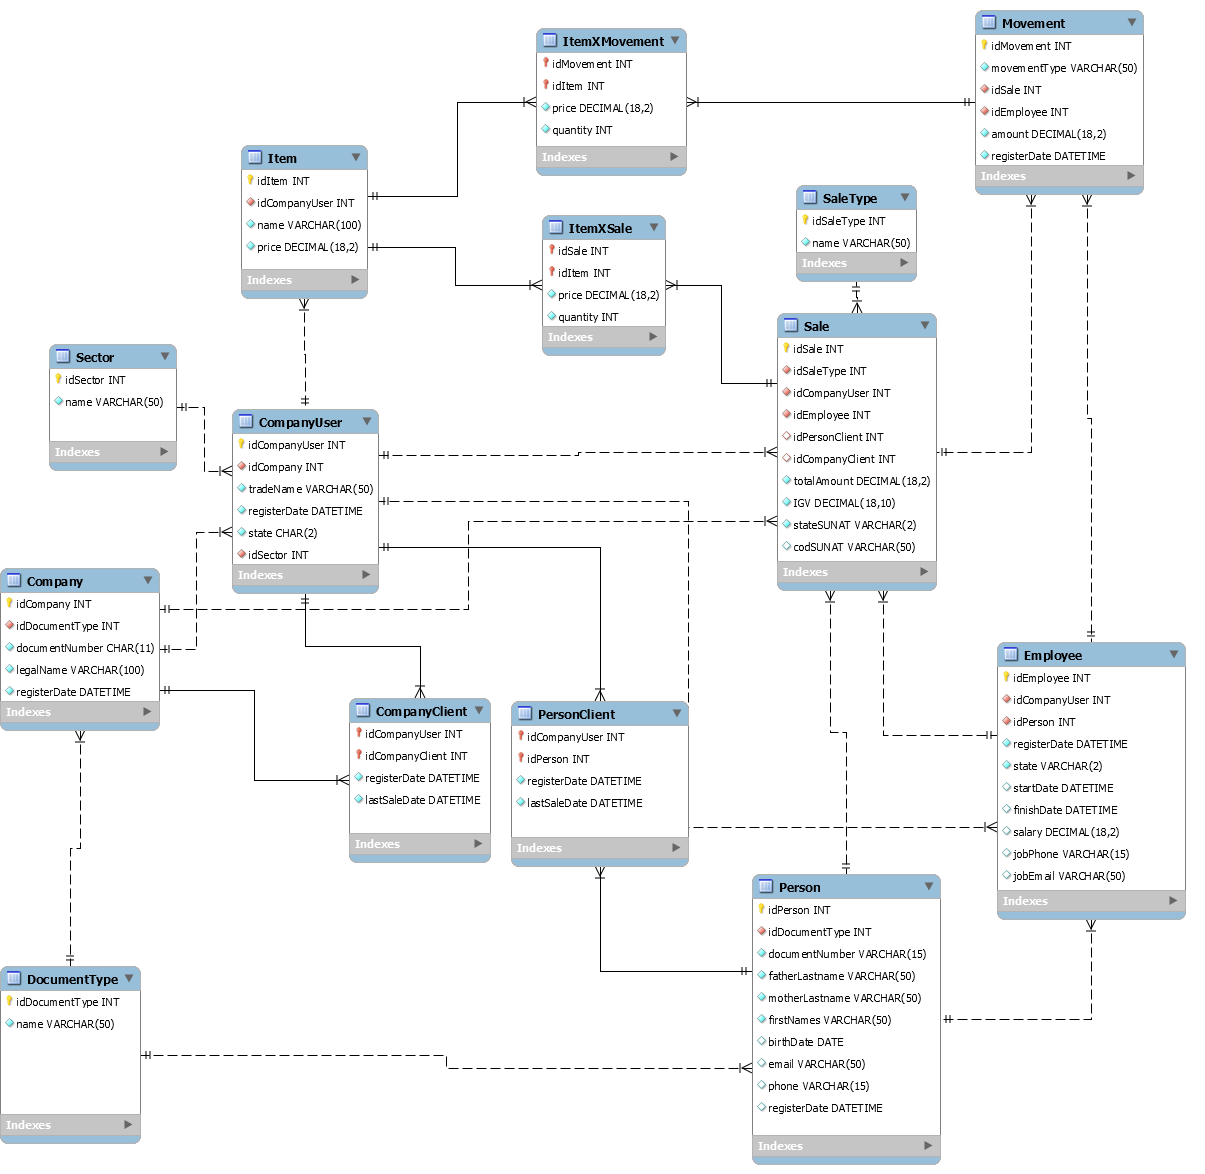 ItemXMovement
idMovement INT
idItem INT
price DECIMAL(18,2)
quantity INT
Indexes
Movement
idMovement INT
movementType VARCHAR(50)
idSale INT
idEmployee INT
amount DECIMAL(18,2)
registerDate DATETIME
Indexes
Item
idItem INT
idCompanyUser INT
name VARCHAR(100)
price DECIMAL(18,2)
Indexes
ItemXSale
idSale INT
idItem INT
price DECIMAL(18,2)
quantity INT
Indexes
SaleType
idSaleType INT
name VARCHAR(50)
Indexes
Sale
idSale INT
idSaleType INT
idCompanyUser INT
idEmployee INT
idPersonClient INT
idCompanyClient INT
totalAmount DECIMAL(18,2)
IGV DECIMAL(18,10)
stateSUNAT VARCHAR(2)
codSUNAT VARCHAR(50)
Indexes
Sector
idSector INT
name VARCHAR(50)
Indexes
CompanyUser
idCompanyUser INT
idCompany INT
tradeName VARCHAR(50)
registerDate DATETIME
state CHAR(2)
idSector INT
Indexes
Company
idCompany INT
idDocumentType INT
documentNumber CHAR(11)
legalName VARCHAR(100)
registerDate DATETIME
Indexes
CompanyClient
idCompanyUser INT
idCompanyClient INT
registerDate DATETIME
lastSaleDate DATETIME
Indexes
PersonClient
idCompanyUser INT
idPerson INT
registerDate DATETIME
lastSaleDate DATETIME
Indexes
Employee
idEmployee INT
idCompanyUser INT
idPerson INT
registerDate DATETIME
state VARCHAR(2)
startDate DATETIME
finishDate DATETIME
salary DECIMAL(18,2)
jobPhone VARCHAR(15)
jobEmail VARCHAR(50)
Indexes
Person
idPerson INT
idDocumentType INT
documentNumber VARCHAR(15)
fatherLastname VARCHAR(50)
motherLastname VARCHAR(50)
firstNames VARCHAR(50)
birthDate DATE
email VARCHAR(50)
phone VARCHAR(15)
registerDate DATETIME
Indexes
DocumentType
idDocumentType INT
name VARCHAR(50)
Indexes